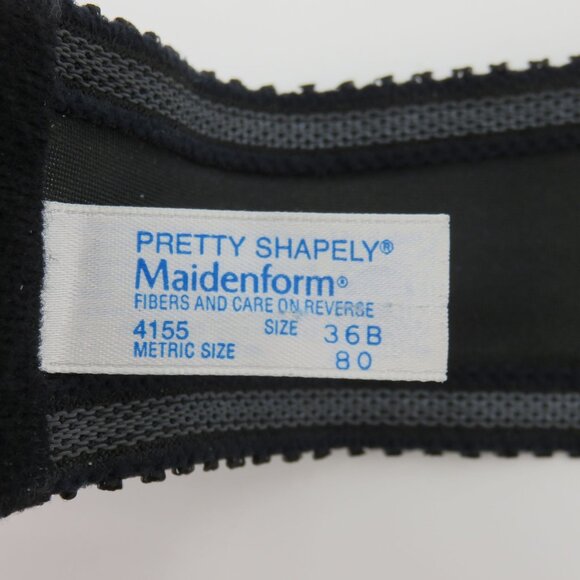 PRETTY SHAPELY®
Maidenform®
FIBERS AND CARE ON REVERSE
4155 SIZE 36B
METRIC SIZE 80